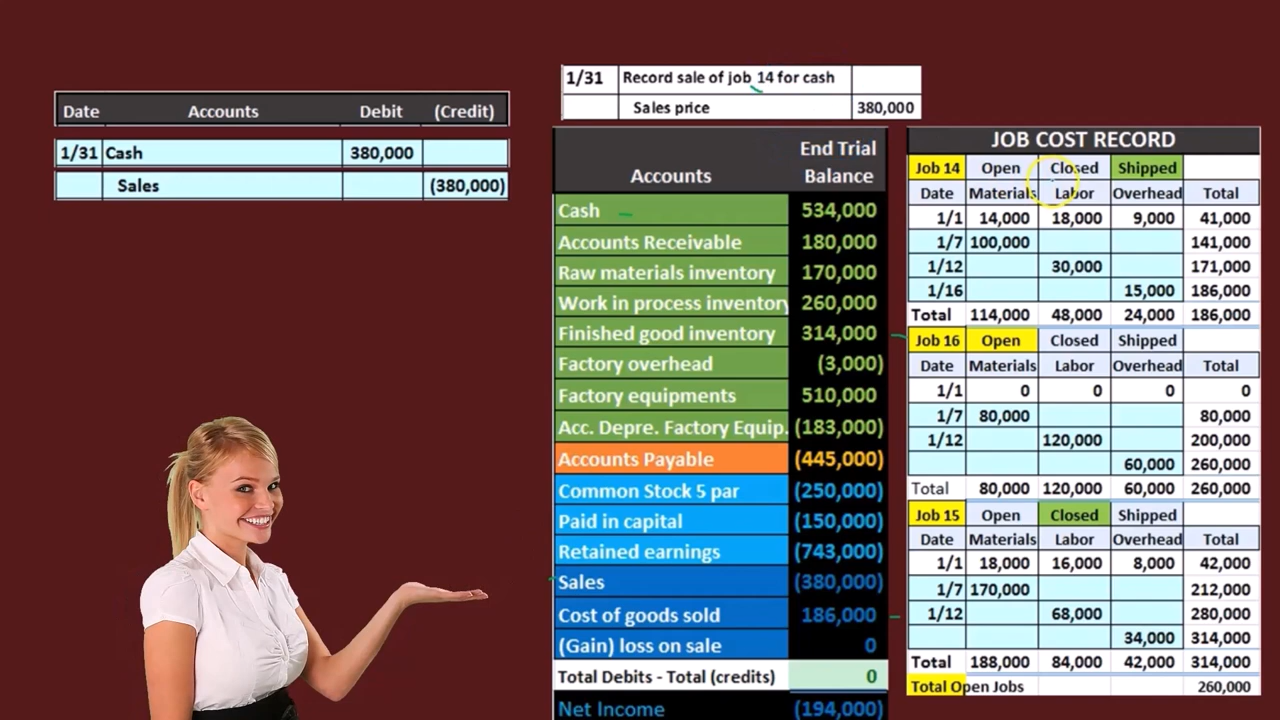 1/31 Record sale of job 14 for cash
Sales price 380,000
Date Accounts Debit (Credit)
1/31 Cash 380,000
Sales (380,000)
Accounts End Trial Balance
Cash 534,000
Accounts Receivable 180,000
Raw materials inventory 170,000
Work in process inventory 260,000
Finished good inventory 314,000
Factory overhead (3,000)
Factory equipments 510,000
Acc. Depre. Factory Equip. (183,000)
Accounts Payable (445,000)
Common Stock 5 par (250,000)
Paid in capital (150,000)
Retained earnings (743,000)
Sales (380,000)
Cost of goods sold 186,000
(Gain) loss on sale 0
Total Debits - Total (credits) 0
Net Income (194,000)
JOB COST RECORD
Job 14 Open Closed Shipped
Date Materials Labor Overhead Total
1/1 14,000 18,000 9,000 41,000
1/7 100,000 141,000
1/12 30,000 171,000
1/16 15,000 186,000
Total 114,000 48,000 24,000 186,000
Job 16 Open Closed Shipped
Date Materials Labor Overhead Total
1/1 0 0 0 0
1/7 80,000 80,000
1/12 120,000 200,000
60,000 260,000
Total 80,000 120,000 60,000 260,000
Job 15 Open Closed Shipped
Date Materials Labor Overhead Total
1/1 18,000 16,000 8,000 42,000
1/7 170,000 212,000
1/12 68,000 280,000
34,000 314,000
Total 188,000 84,000 42,000 314,000
Total Open Jobs 260,000